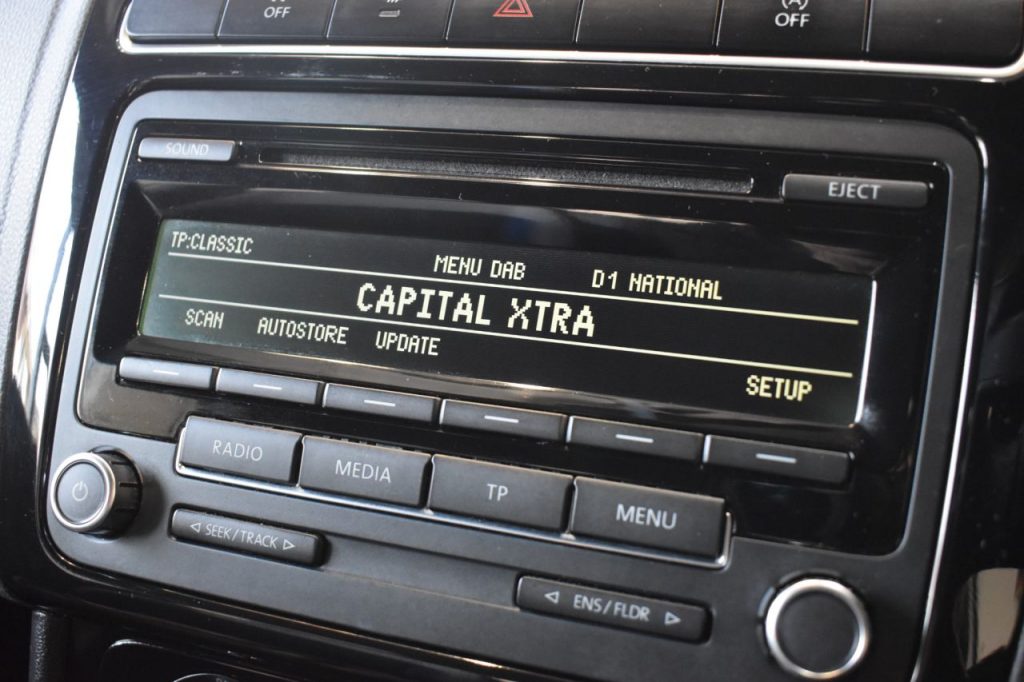 OFF
OFF
SOUND
EJECT
TP:CLASSIC
MENU DAB
D1 NATIONAL
CAPITAL XTRA
SCAN AUTOSTORE UPDATE
SETUP
RADIO MEDIA TP MENU
SEEK/TRACK
ENS/FLDR